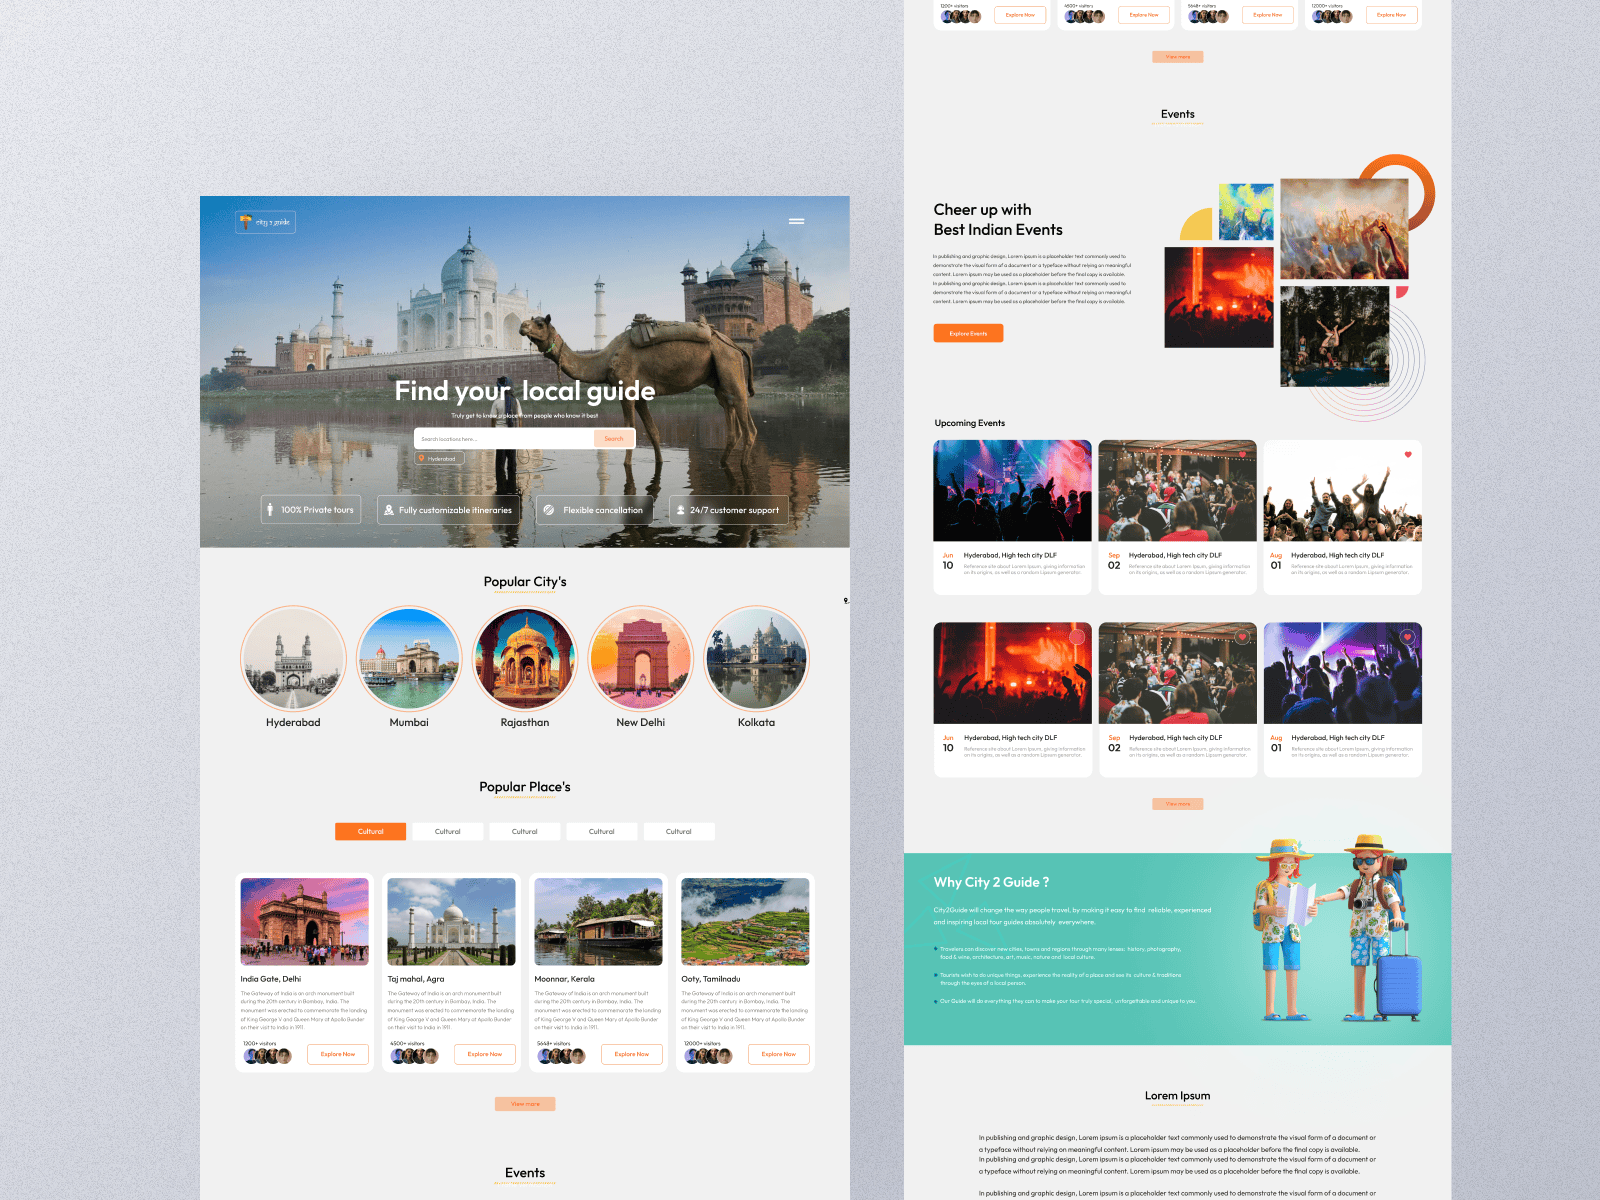 city 2 guide
Find your local guide
Truly get to know a place from people who know it best
Search locations here...
Search
Hyderabad
100% Private tours
Fully customizable itineraries
Flexible cancellation
24/7 customer support
Popular City's
Hyderabad
Mumbai
Rajasthan
New Delhi
Kolkata
Popular Place's
Cultural
Cultural
Cultural
Cultural
Cultural
India Gate, Delhi
The Gateway of India is an arch monument built
during the 20th century in Bombay, India. The
monument was erected to commemorate the landing
of King George V and Queen Mary at Apollo Bunder
on their visit to India in 1911.
1200+ visitors
Explore Now
Taj mahal, Agra
The Gateway of India is an arch monument built
during the 20th century in Bombay, India. The
monument was erected to commemorate the landing
of King George V and Queen Mary at Apollo Bunder
on their visit to India in 1911.
4500+ visitors
Explore Now
Moonnar, Kerala
The Gateway of India is an arch monument built
during the 20th century in Bombay, India. The
monument was erected to commemorate the landing
of King George V and Queen Mary at Apollo Bunder
on their visit to India in 1911.
5648+ visitors
Explore Now
Ooty, Tamilnadu
The Gateway of India is an arch monument built
during the 20th century in Bombay, India. The
monument was erected to commemorate the landing
of King George V and Queen Mary at Apollo Bunder
on their visit to India in 1911.
12000+ visitors
Explore Now
View more
Events
1200+ visitors
Explore Now
4500+ visitors
Explore Now
5648+ visitors
Explore Now
12000+ visitors
Explore Now
View more
Events
Cheer up with
Best Indian Events
In publishing and graphic design, Lorem ipsum is a placeholder text commonly used to
demonstrate the visual form of a document or a typeface without relying on meaningful
content. Lorem ipsum may be used as a placeholder before the final copy is available.
In publishing and graphic design, Lorem ipsum is a placeholder text commonly used to
demonstrate the visual form of a document or a typeface without relying on meaningful
content. Lorem ipsum may be used as a placeholder before the final copy is available.
Explore Events
Upcoming Events
Jun
10
Hyderabad, High tech city DLF
Reference site about Lorem Ipsum, giving information
on its origins, as well as a random Lipsum generator.
Sep
02
Hyderabad, High tech city DLF
Reference site about Lorem Ipsum, giving information
on its origins, as well as a random Lipsum generator.
Aug
01
Hyderabad, High tech city DLF
Reference site about Lorem Ipsum, giving information
on its origins, as well as a random Lipsum generator.
Jun
10
Hyderabad, High tech city DLF
Reference site about Lorem Ipsum, giving information
on its origins, as well as a random Lipsum generator.
Sep
02
Hyderabad, High tech city DLF
Reference site about Lorem Ipsum, giving information
on its origins, as well as a random Lipsum generator.
Aug
01
Hyderabad, High tech city DLF
Reference site about Lorem Ipsum, giving information
on its origins, as well as a random Lipsum generator.
View more
Why City 2 Guide ?
City2Guide will change the way people travel, by making it easy to find reliable, experienced
and inspiring local tour guides absolutely everywhere.
Travelers can discover new cities, towns and regions through many lenses: history, photography,
food & wine, architecture, art, music, nature and local culture.
Tourists wish to do unique things, experience the reality of a place and see its culture & traditions
through the eyes of a local person.
Our Guide will do everything they can to make your tour truly special, unforgettable and unique to you.
Lorem Ipsum
In publishing and graphic design, Lorem ipsum is a placeholder text commonly used to demonstrate the visual form of a document or
a typeface without relying on meaningful content. Lorem ipsum may be used as a placeholder before the final copy is available.
In publishing and graphic design, Lorem ipsum is a placeholder text commonly used to demonstrate the visual form of a document or
a typeface without relying on meaningful content. Lorem ipsum may be used as a placeholder before the final copy is available.
In publishing and graphic design, Lorem ipsum is a placeholder text commonly used to demonstrate the visual form of a document or